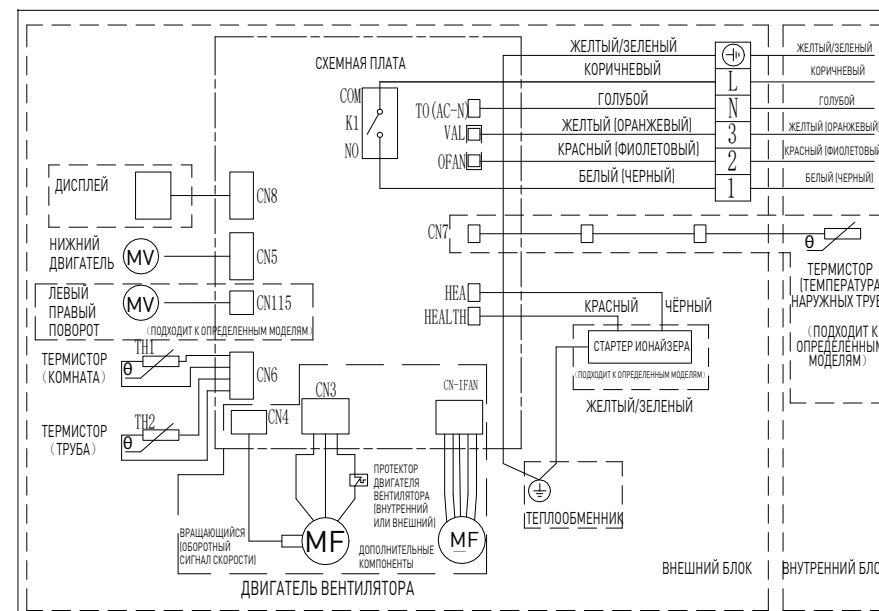 СХЕМНАЯ ПЛАТА
COM
K1
NO
TO (AC-N)
VAL
OFAN
ЖЕЛТЫЙ/ЗЕЛЕНЫЙ
КОРИЧНЕВЫЙ
ГОЛУБОЙ
ЖЕЛТЫЙ (ОРАНЖЕВЫЙ)
КРАСНЫЙ (ФИОЛЕТОВЫЙ)
БЕЛЫЙ (ЧЕРНЫЙ)
L
N
3
2
1
ЖЕЛТЫЙ/ЗЕЛЕНЫЙ
КОРИЧНЕВЫЙ
ГОЛУБОЙ
ЖЕЛТЫЙ (ОРАНЖЕВЫЙ)
КРАСНЫЙ (ФИОЛЕТОВЫЙ
БЕЛЫЙ (ЧЕРНЫЙ)
ДИСПЛЕЙ
CN8
НИЖНИЙ
ДВИГАТЕЛЬ
MV
CN5
ЛЕВЫЙ
ПРАВЫЙ
ПОВОРОТ
MV
CN115
(ПОДХОДИТ К ОПРЕДЕЛЕННЫМ МОДЕЛЯМ)
ТЕРМИСТОР
(КОМНАТА)
TH1
θ
CN6
ТЕРМИСТОР
(ТРУБА)
TH2
θ
CN7
θ
ТЕРМИСТОР
(ТЕМПЕРАТУРА
НАРУЖНЫХ ТРУБ
(ПОДХОДИТ К
ОПРЕДЕЛЕННЫМ
МОДЕЛЯМ)
HEA
HEALTH
КРАСНЫЙ
ЧЁРНЫЙ
СТАРТЕР ИОНАЙЗЕРА
(ПОДХОДИТ К ОПРЕДЕЛЕННЫМ МОДЕЛЯМ)
ЖЕЛТЫЙ/ЗЕЛЕНЫЙ
ТЕПЛООБМЕННИК
CN4
CN3
CN-IFAN
ПРОТЕКТОР
ДВИГАТЕЛЯ
ВЕНТИЛЯТОРА
(ВНУТРЕННИЙ
ИЛИ ВНЕШНИЙ)
ВРАЩАЮЩИЙСЯ
(ОБОРОТНЫЙ
СИГНАЛ СКОРОСТИ)
MF
ДОПОЛНИТЕЛЬНЫЕ
КОМПОНЕНТЫ
MF
ДВИГАТЕЛЬ ВЕНТИЛЯТОРА
ВНЕШНИЙ БЛОК
ВНУТРЕННИЙ БЛО